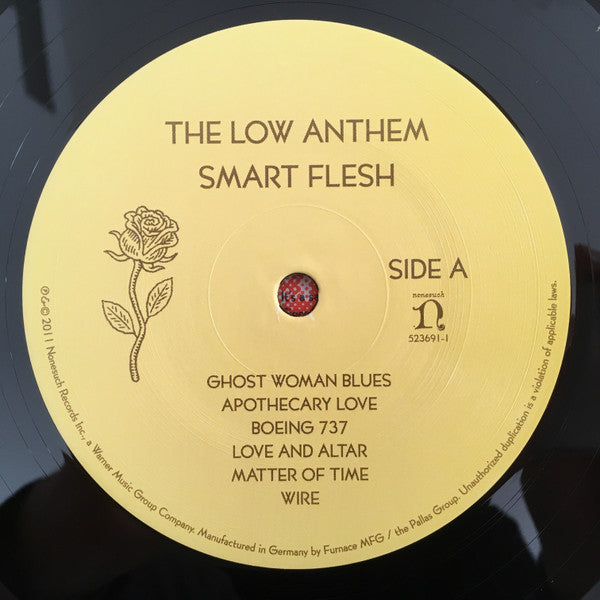 THE LOW ANTHEM
SMART FLESH
SIDE A
nonesuch
n
523691-1
GHOST WOMAN BLUES
APOTHECARY LOVE
BOEING 737
LOVE AND ALTAR
MATTER OF TIME
WIRE
℗&© 2011 Nonesuch Records Inc., a Warner Music Group Company. Manufactured in Germany by Furnace MFG / the Pallas Group. Unauthorized duplication is a violation of applicable laws.